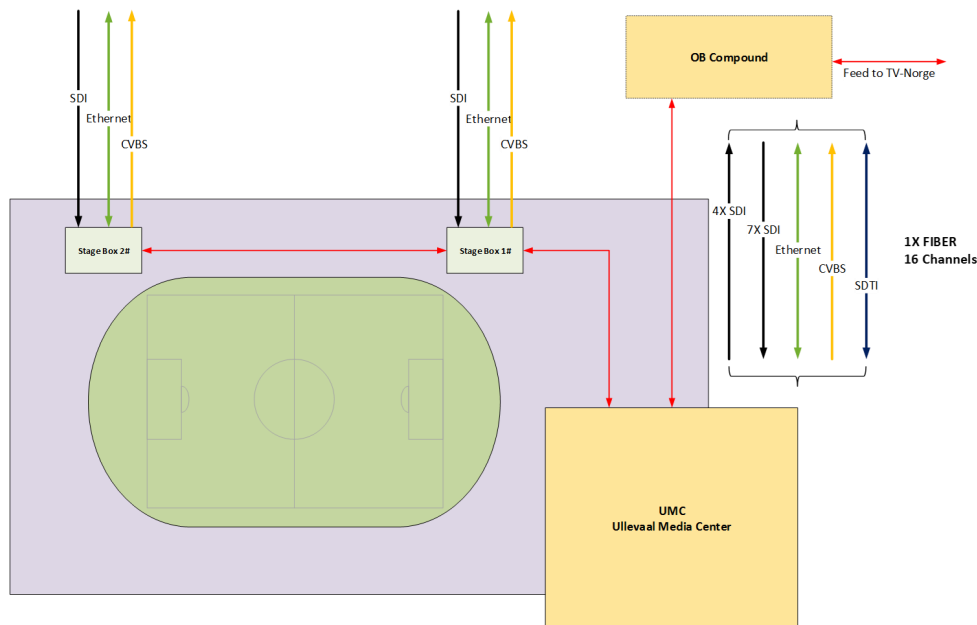 SDI
Ethernet
CVBS
SDI
Ethernet
CVBS
OB Compound
Feed to TV-Norge
4X SDI
7X SDI
Ethernet
CVBS
SDTI
1X FIBER
16 Channels
Stage Box 2#
Stage Box 1#
UMC
Ullevaal Media Center